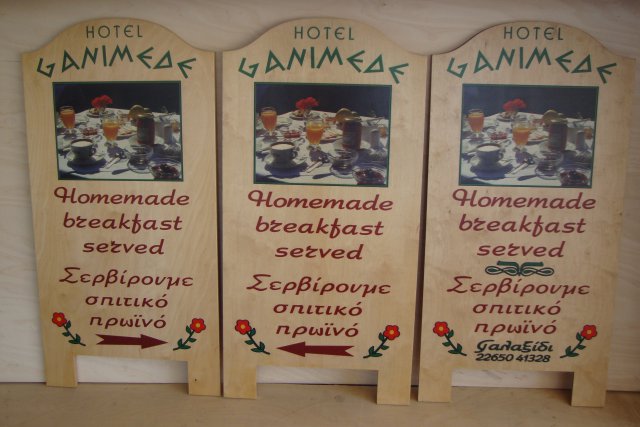 HOTEL
GANIMEDE
Homemade
breakfast
served
Σερβίρουμε
σπιτικό
πρωϊνό
HOTEL
GANIMEDE
Homemade
breakfast
served
Σερβίρουμε
σπιτικό
πρωϊνό
HOTEL
GANIMEDE
Homemade
breakfast
served
Σερβίρουμε
σπιτικό
πρωϊνό
Γαλαξίδι
22650 41328